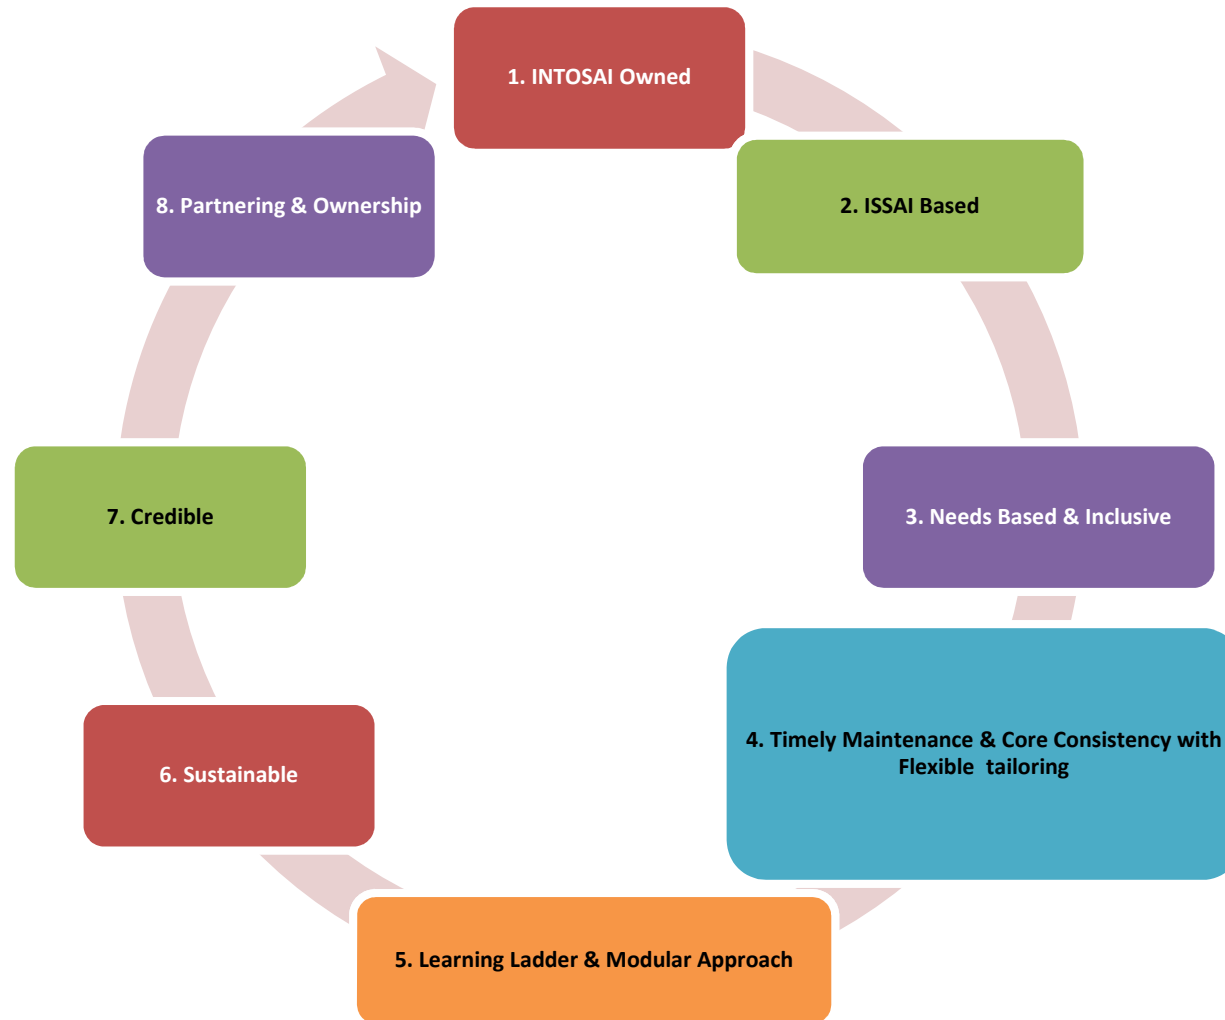 1. INTOSAI Owned
2. ISSAI Based
3. Needs Based & Inclusive
4. Timely Maintenance & Core Consistency with
Flexible  tailoring
5. Learning Ladder & Modular Approach
6. Sustainable
7. Credible
8. Partnering & Ownership